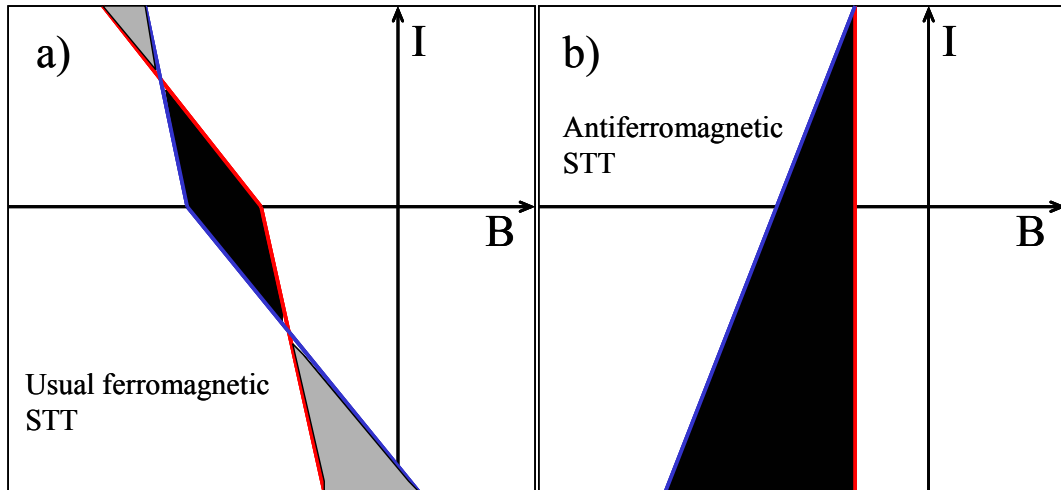 a)
I
B
Usual ferromagnetic
STT
b)
I
Antiferromagnetic
STT
B